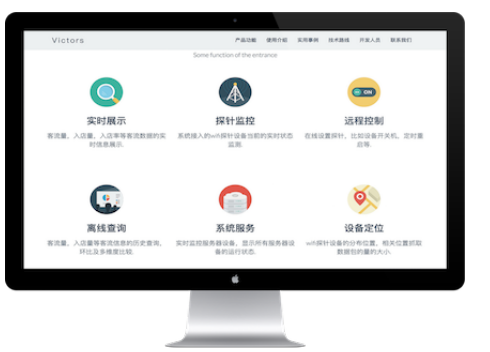 Victors
产品功能 使用介绍 实用事例 技术路线 开发人员 联系我们
Some function of the entrance
ON
实时展示 探针监控 远程控制
客流量、入店量、入店率等客流数据的实
时信息展示.
系统接入的wifi探针设备当前的实时状态
监测.
在线设置探针, 比如设备开关机, 定时重
启等.
离线查询 系统服务 设备定位
客流量、入店量等客流信息的历史查询,
环比及多维度比较.
实时监控服务器设备, 显示所有服务器设
备的运行状态.
wifi探针设备的分布位置, 相关位置抓取
数据包的量的大小.